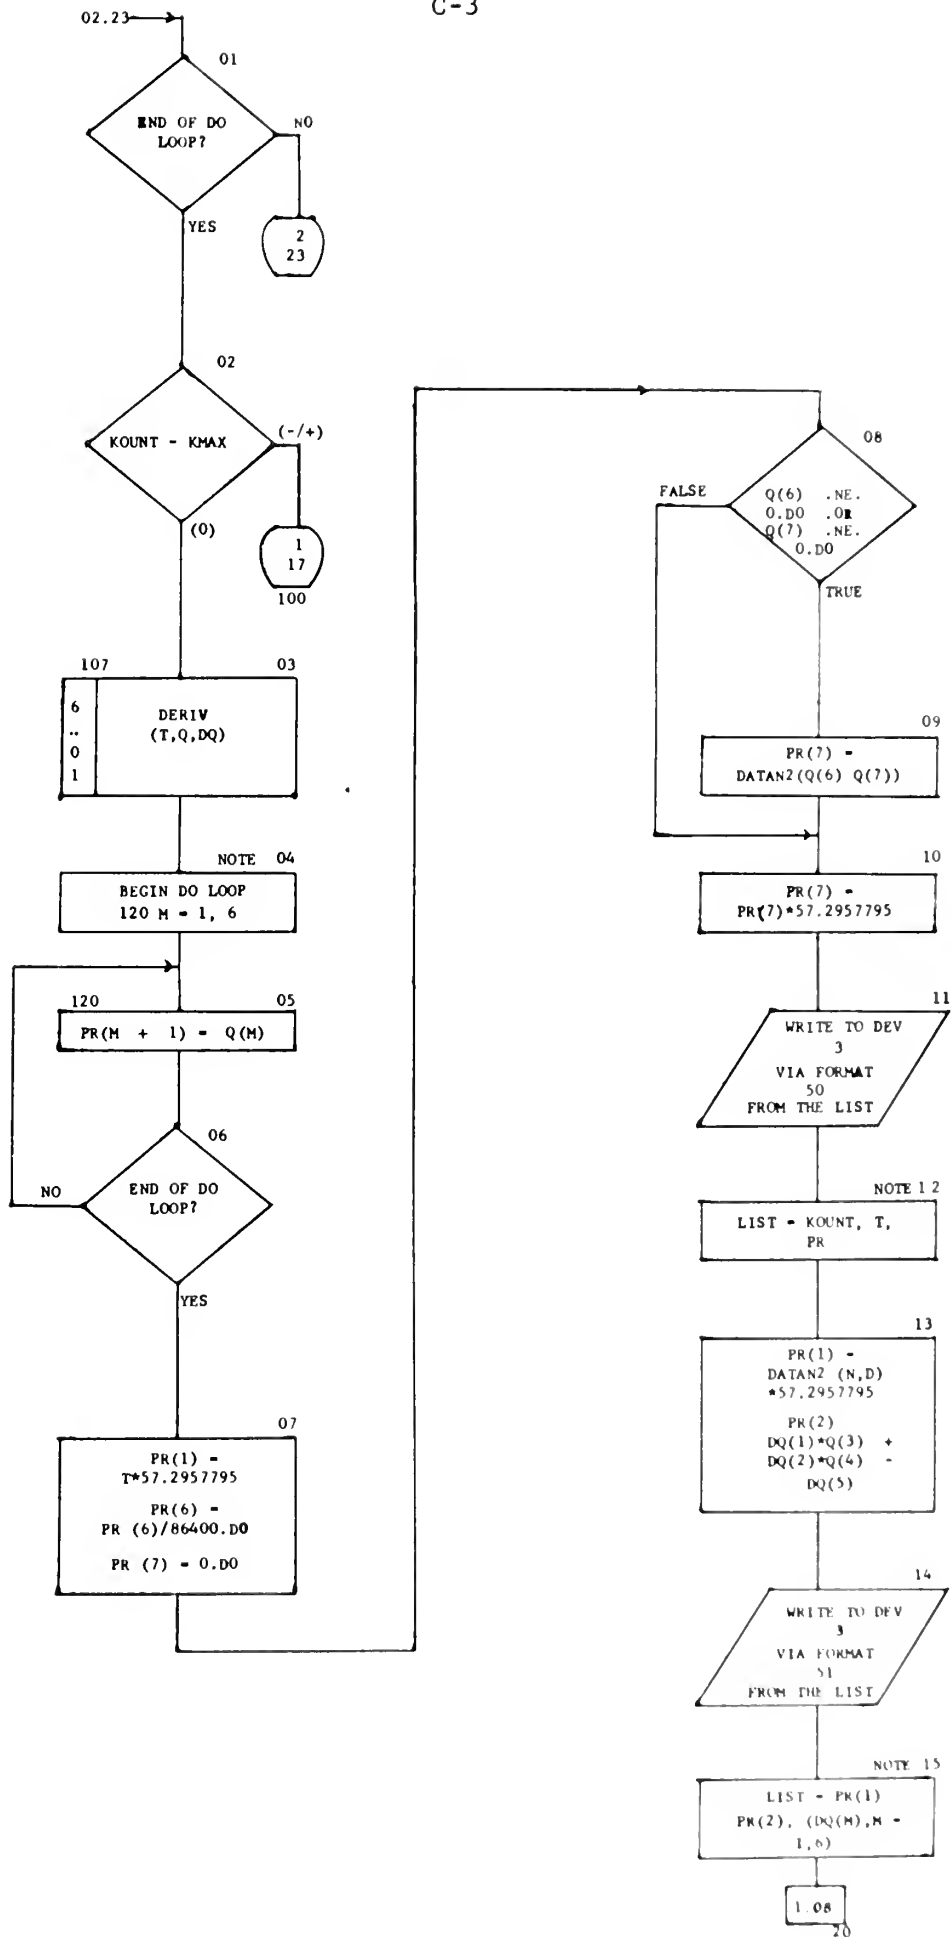 C-3
02.23
01
END OF DO
LOOP?
NO
2
23
YES
02
KOUNT - KMAX
(-/+)
1
17
100
(0)
107
03
6
..
0
1
DERIV
(T,Q,DQ)
NOTE 04
BEGIN DO LOOP
120 M = 1, 6
120
05
PR(M + 1) = Q(M)
06
END OF DO
LOOP?
NO
YES
07
PR(1) =
T*57.2957795
PR(6) =
PR (6)/86400.D0
PR (7) = 0.D0
08
FALSE
Q(6) .NE.
0.D0 .OR
Q(7) .NE.
0.D0
TRUE
09
PR(7) =
DATAN2(Q(6) Q(7))
10
PR(7) =
PR(7)*57.2957795
11
WRITE TO DEV
3
VIA FORMAT
50
FROM THE LIST
NOTE 12
LIST = KOUNT, T,
PR
13
PR(1) =
DATAN2 (N,D)
*57.2957795
PR(2)
DQ(1)*Q(3) +
DQ(2)*Q(4) -
DQ(5)
14
WRITE TO DEV
3
VIA FORMAT
51
FROM THE LIST
NOTE 15
LIST = PR(1)
PR(2), (DQ(M),M =
1,6)
1.08
20